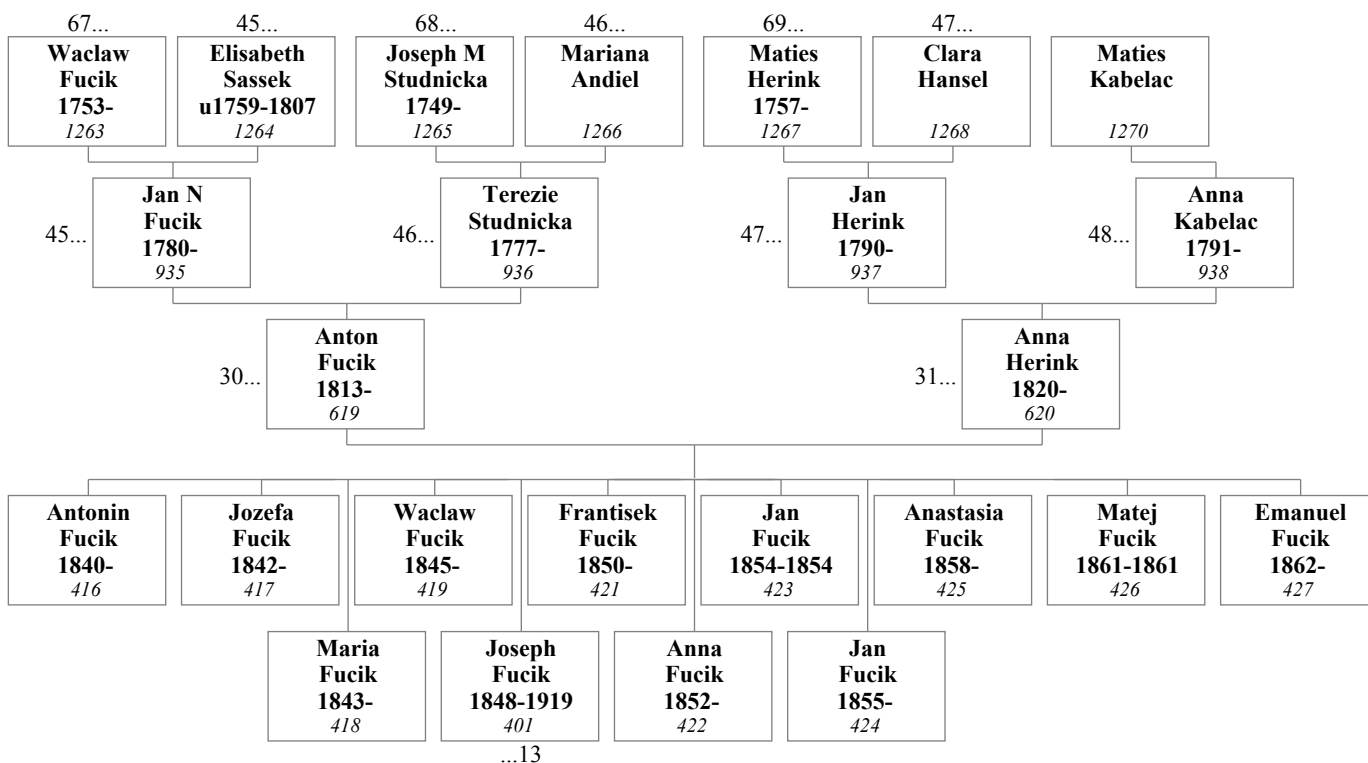 67...
45...
68...
46...
69...
47...
Waclaw
Fucik
1753-
1263
Elisabeth
Sassek
u1759-1807
1264
Joseph M
Studnicka
1749-
1265
Mariana
Andiel
1266
Maties
Herink
1757-
1267
Clara
Hansel
1268
Maties
Kabelac
1270
45...
Jan N
Fucik
1780-
935
46...
Terezie
Studnicka
1777-
936
47...
Jan
Herink
1790-
937
48...
Anna
Kabelac
1791-
938
30...
Anton
Fucik
1813-
619
31...
Anna
Herink
1820-
620
Antonin
Fucik
1840-
416
Jozefa
Fucik
1842-
417
Waclaw
Fucik
1845-
419
Frantisek
Fucik
1850-
421
Jan
Fucik
1854-1854
423
Anastasia
Fucik
1858-
425
Matej
Fucik
1861-1861
426
Emanuel
Fucik
1862-
427
Maria
Fucik
1843-
418
Joseph
Fucik
1848-1919
401
...13
Anna
Fucik
1852-
422
Jan
Fucik
1855-
424